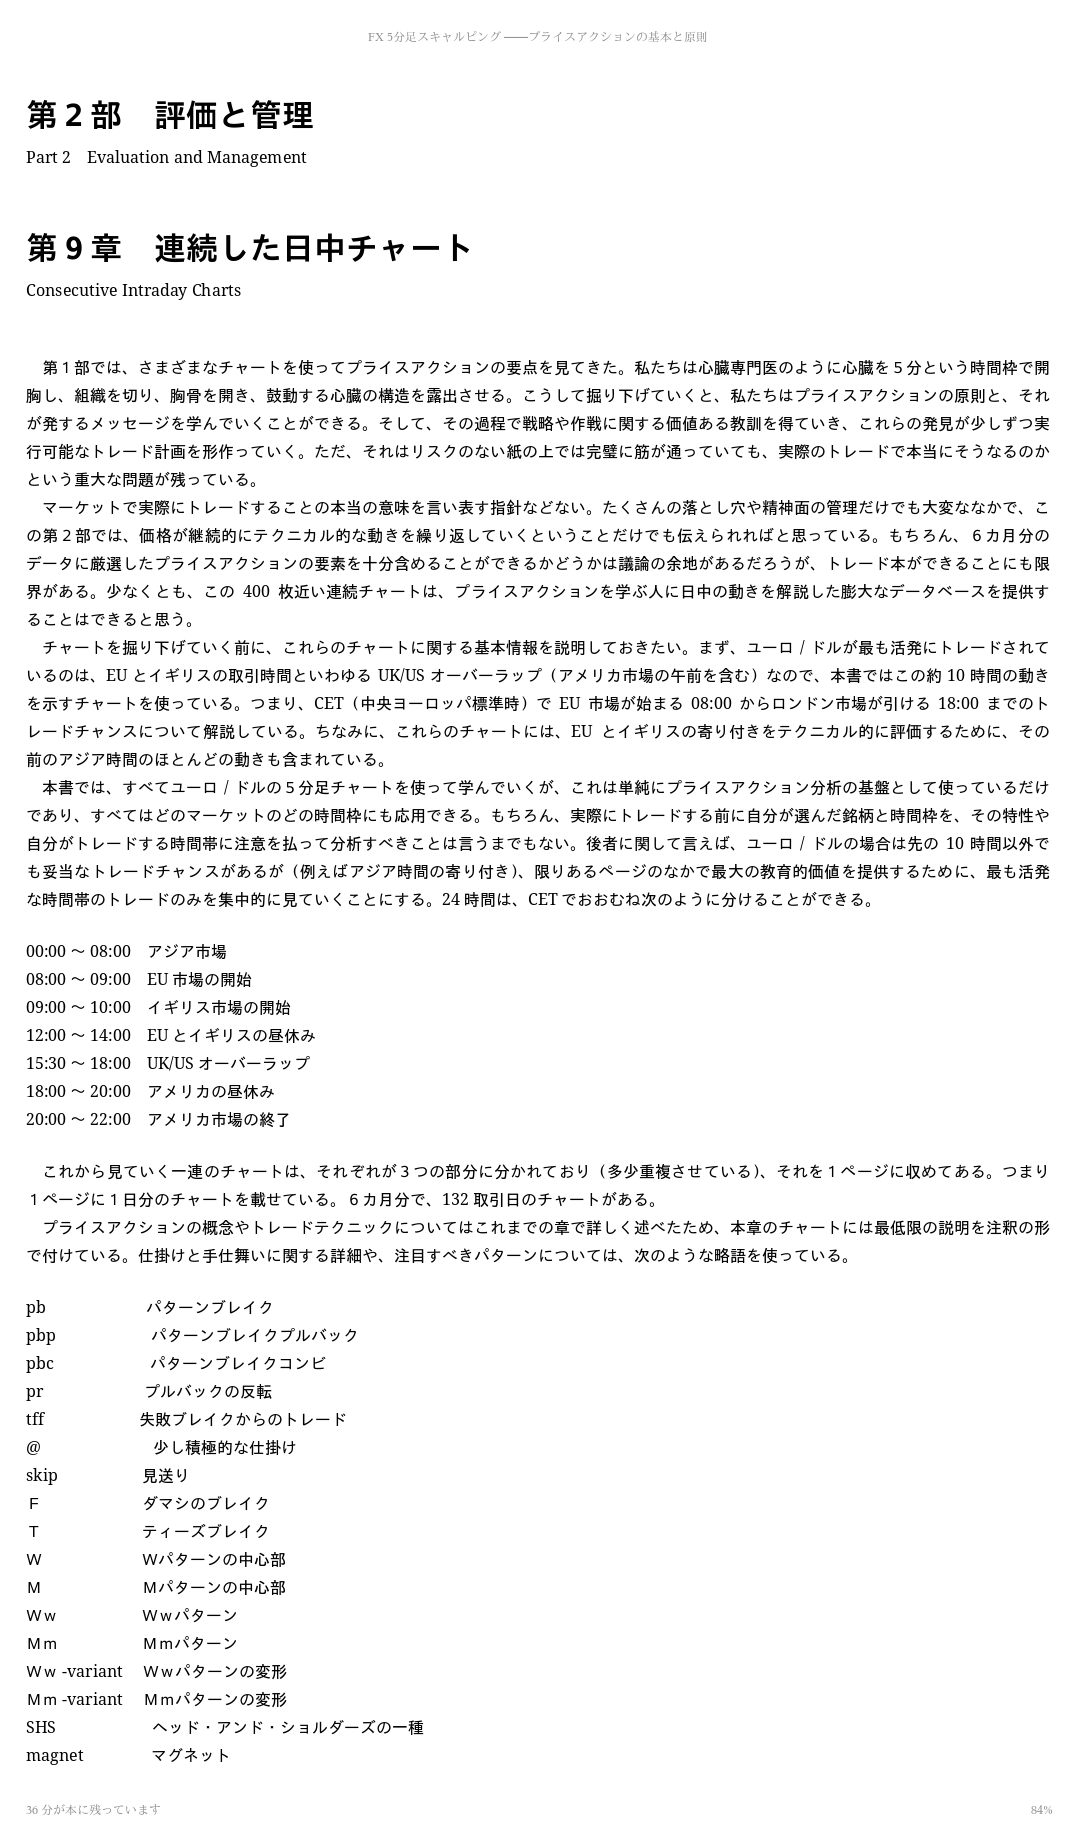 FX 5分足スキャルピング ――プライスアクションの基本と原則
第２部　評価と管理
Part 2　Evaluation and Management
第９章　連続した日中チャート
Consecutive Intraday Charts
　第１部では、さまざまなチャートを使ってプライスアクションの要点を見てきた。私たちは心臓専門医のように心臓を５分という時間枠で開
胸し、組織を切り、胸骨を開き、鼓動する心臓の構造を露出させる。こうして掘り下げていくと、私たちはプライスアクションの原則と、それ
が発するメッセージを学んでいくことができる。そして、その過程で戦略や作戦に関する価値ある教訓を得ていき、これらの発見が少しずつ実
行可能なトレード計画を形作っていく。ただ、それはリスクのない紙の上では完璧に筋が通っていても、実際のトレードで本当にそうなるのか
という重大な問題が残っている。
　マーケットで実際にトレードすることの本当の意味を言い表す指針などない。たくさんの落とし穴や精神面の管理だけでも大変ななかで、こ
の第２部では、価格が継続的にテクニカル的な動きを繰り返していくということだけでも伝えられればと思っている。もちろん、６カ月分の
データに厳選したプライスアクションの要素を十分含めることができるかどうかは議論の余地があるだろうが、トレード本ができることにも限
界がある。少なくとも、この 400 枚近い連続チャートは、プライスアクションを学ぶ人に日中の動きを解説した膨大なデータベースを提供す
ることはできると思う。
　チャートを掘り下げていく前に、これらのチャートに関する基本情報を説明しておきたい。まず、ユーロ / ドルが最も活発にトレードされて
いるのは、EU とイギリスの取引時間といわゆる UK/US オーバーラップ（アメリカ市場の午前を含む）なので、本書ではこの約 10 時間の動き
を示すチャートを使っている。つまり、CET（中央ヨーロッパ標準時）で EU 市場が始まる 08:00 からロンドン市場が引ける 18:00 までのト
レードチャンスについて解説している。ちなみに、これらのチャートには、EU とイギリスの寄り付きをテクニカル的に評価するために、その
前のアジア時間のほとんどの動きも含まれている。
　本書では、すべてユーロ / ドルの５分足チャートを使って学んでいくが、これは単純にプライスアクション分析の基盤として使っているだけ
であり、すべてはどのマーケットのどの時間枠にも応用できる。もちろん、実際にトレードする前に自分が選んだ銘柄と時間枠を、その特性や
自分がトレードする時間帯に注意を払って分析すべきことは言うまでもない。後者に関して言えば、ユーロ / ドルの場合は先の 10 時間以外で
も妥当なトレードチャンスがあるが（例えばアジア時間の寄り付き）、限りあるページのなかで最大の教育的価値を提供するために、最も活発
な時間帯のトレードのみを集中的に見ていくことにする。24 時間は、CET でおおむね次のように分けることができる。
00:00 ～ 08:00　アジア市場
08:00 ～ 09:00　EU 市場の開始
09:00 ～ 10:00　イギリス市場の開始
12:00 ～ 14:00　EU とイギリスの昼休み
15:30 ～ 18:00　UK/US オーバーラップ
18:00 ～ 20:00　アメリカの昼休み
20:00 ～ 22:00　アメリカ市場の終了
　これから見ていく一連のチャートは、それぞれが３つの部分に分かれており（多少重複させている）、それを１ページに収めてある。つまり
１ページに１日分のチャートを載せている。６カ月分で、132 取引日のチャートがある。
　プライスアクションの概念やトレードテクニックについてはこれまでの章で詳しく述べたため、本章のチャートには最低限の説明を注釈の形
で付けている。仕掛けと手仕舞いに関する詳細や、注目すべきパターンについては、次のような略語を使っている。
pb　パターンブレイク
pbp　パターンブレイクプルバック
pbc　パターンブレイクコンビ
pr　プルバックの反転
tff　失敗ブレイクからのトレード
@　少し積極的な仕掛け
skip　見送り
Ｆ　ダマシのブレイク
Ｔ　ティーズブレイク
Ｗ　Ｗパターンの中心部
Ｍ　Ｍパターンの中心部
Ｗｗ　Ｗｗパターン
Ｍｍ　Ｍｍパターン
Ｗｗ -variant　Ｗｗパターンの変形
Ｍｍ -variant　Ｍｍパターンの変形
SHS　ヘッド・アンド・ショルダーズの一種
magnet　マグネット
36 分が本に残っています
84%